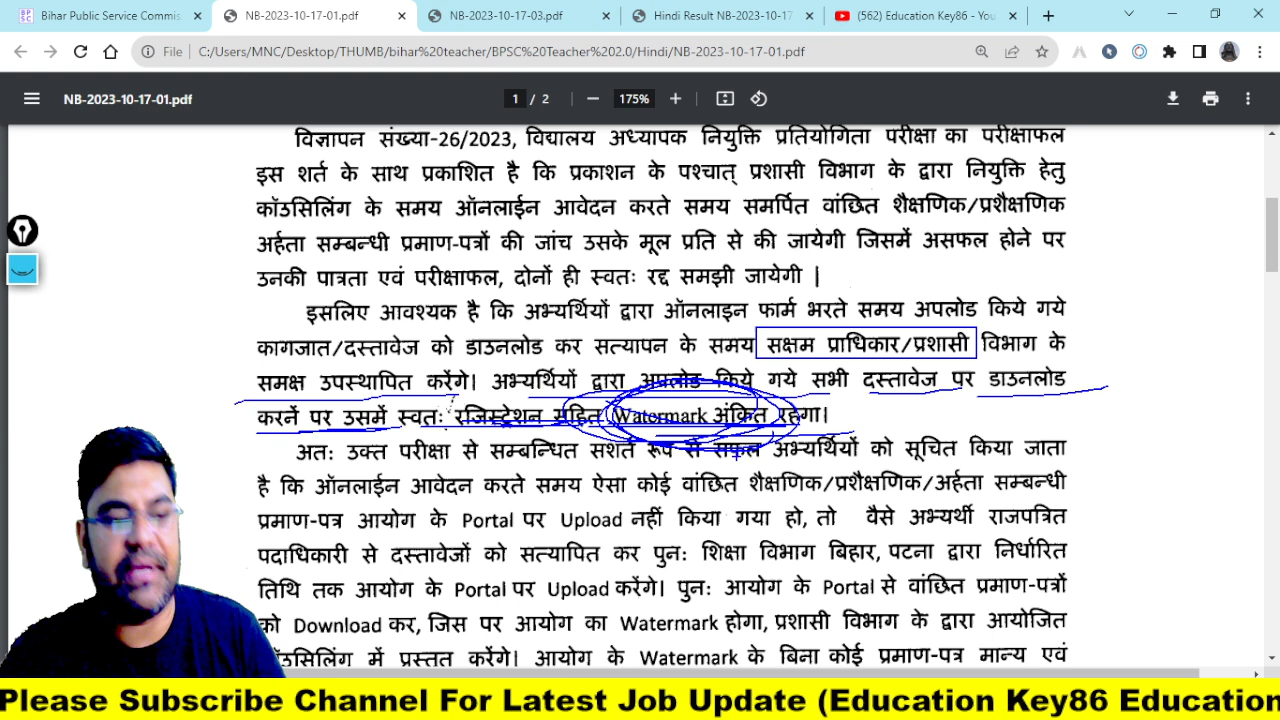 Bihar Public Service Commis
NB-2023-10-17-01.pdf
NB-2023-10-17-03.pdf
Hindi Result NB-2023-10-17
(562) Education Key86 - You
File
C:/Users/MNC/Desktop/THUMB/bihar%20teacher/BPSC%20Teacher%202.0/Hindi/NB-2023-10-17-01.pdf
NB-2023-10-17-01.pdf
1 / 2
175%
विज्ञापन संख्या-26/2023, विद्यालय अध्यापक नियुक्ति प्रतियोगिता परीक्षा का परीक्षाफल
इस शर्त के साथ प्रकाशित है कि प्रकाशन के पश्चात् प्रशासी विभाग के द्वारा नियुक्ति हेतु
कॉउसिलिंग के समय ऑनलाईन आवेदन करते समय समर्पित वांछित शैक्षणिक/प्रशैक्षणिक
अर्हता सम्बन्धी प्रमाण-पत्रों की जांच उसके मूल प्रति से की जायेगी जिसमें असफल होने पर
उनकी पात्रता एवं परीक्षाफल, दोनों ही स्वतः रद्द समझी जायेगी |
इसलिए आवश्यक है कि अभ्यर्थियों द्वारा ऑनलाइन फार्म भरते समय अपलोड किये गये
कागजात/दस्तावेज को डाउनलोड कर सत्यापन के समय सक्षम प्राधिकार/प्रशासी विभाग के
समक्ष उपस्थापित करेंगे। अभ्यर्थियों द्वारा अपलोड किये गये सभी दस्तावेज पर डाउनलोड
करनें पर उसमें स्वतः रजिस्ट्रेशन सहित Watermark अंकित रहेगा।
अतः उक्त परीक्षा से सम्बन्धित सशर्त रूप से सफल अभ्यर्थियों को सूचित किया जाता
है कि ऑनलाईन आवेदन करते समय ऐसा कोई वांछित शैक्षणिक/प्रशैक्षणिक/अर्हता सम्बन्धी
प्रमाण-पत्र आयोग के Portal पर Upload नहीं किया गया हो, तो वैसे अभ्यर्थी राजपत्रित
पदाधिकारी से दस्तावेजों को सत्यापित कर पुनः शिक्षा विभाग बिहार, पटना द्वारा निर्धारित
तिथि तक आयोग के Portal पर Upload करेंगे। पुनः आयोग के Portal से वांछित प्रमाण-पत्रों
को Download कर, जिस पर आयोग का Watermark होगा, प्रशासी विभाग के द्वारा आयोजित
कॉउसिलिंग में प्रस्तुत करेंगे। आयोग के Watermark के बिना कोई प्रमाण-पत्र मान्य एवं
Please Subscribe Channel For Latest Job Update (Education Key86 Education